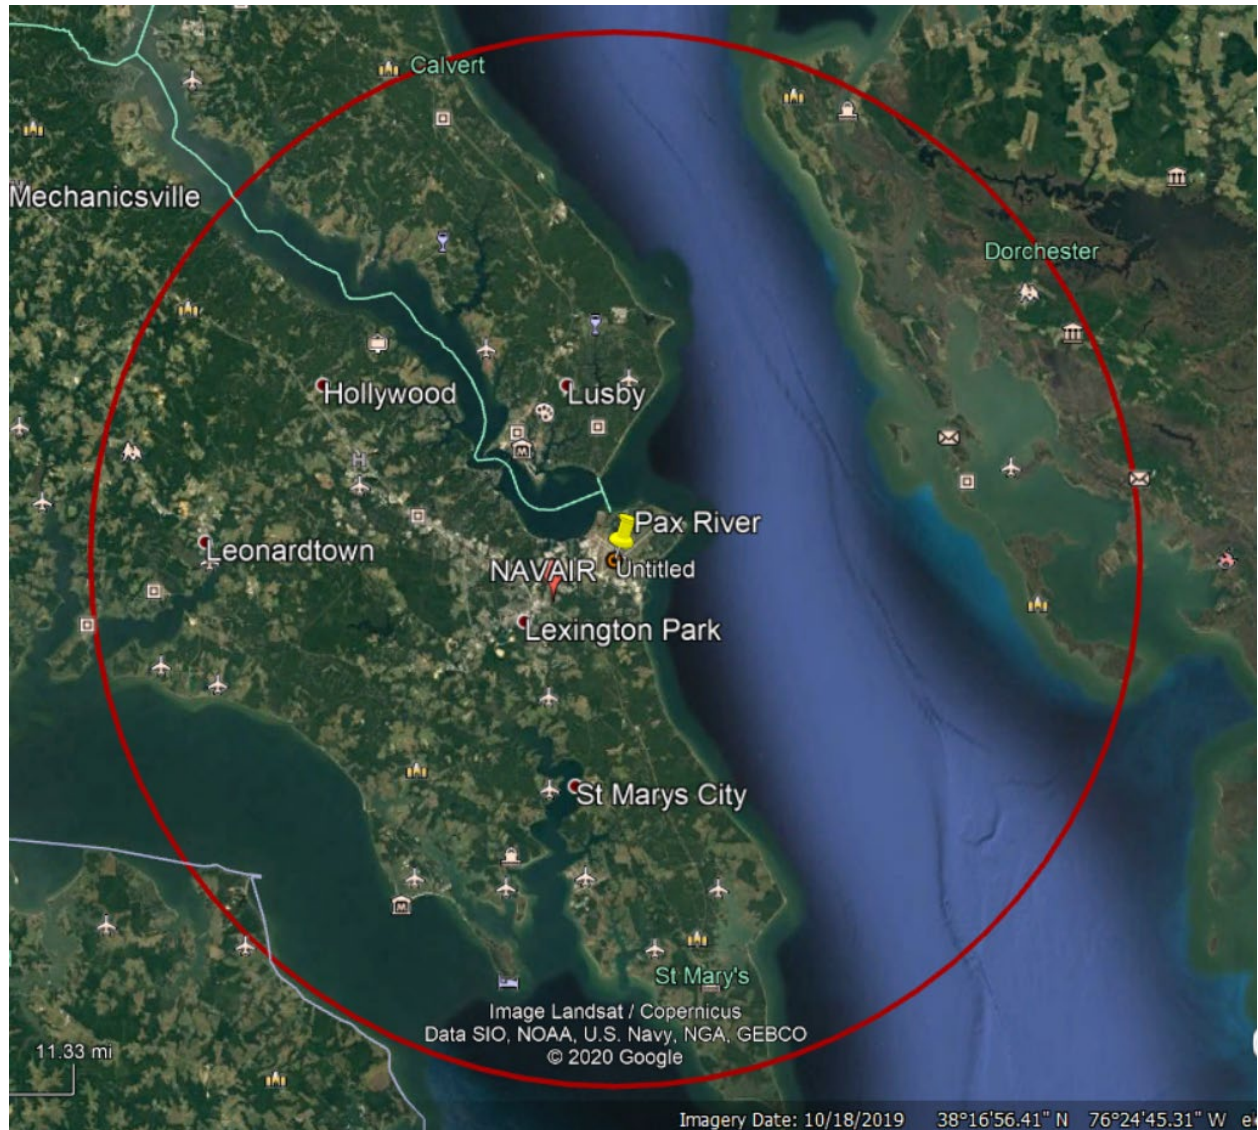 Calvert
Mechanicsville
Dorchester
Hollywood
Lusby
H
Pax River
Leonardtown
NAVAIR
Untitled
Lexington Park
St Marys City
St Mary's
Image Landsat / Copernicus
Data SIO, NOAA, U.S. Navy, NGA, GEBCO
© 2020 Google
11.33 mi
Imagery Date: 10/18/2019 38°16'56.41" N 76°24'45.31" W